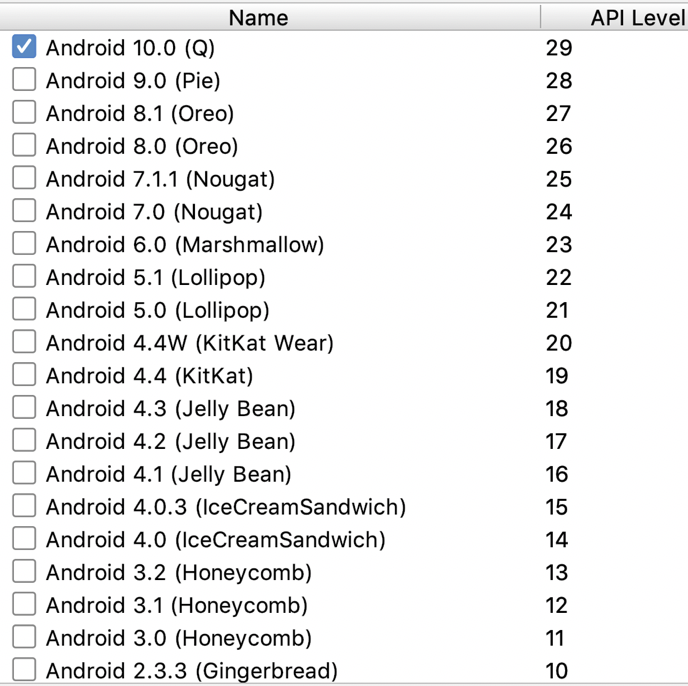 Name API Level
Android 10.0 (Q) 29
Android 9.0 (Pie) 28
Android 8.1 (Oreo) 27
Android 8.0 (Oreo) 26
Android 7.1.1 (Nougat) 25
Android 7.0 (Nougat) 24
Android 6.0 (Marshmallow) 23
Android 5.1 (Lollipop) 22
Android 5.0 (Lollipop) 21
Android 4.4W (KitKat Wear) 20
Android 4.4 (KitKat) 19
Android 4.3 (Jelly Bean) 18
Android 4.2 (Jelly Bean) 17
Android 4.1 (Jelly Bean) 16
Android 4.0.3 (IceCreamSandwich) 15
Android 4.0 (IceCreamSandwich) 14
Android 3.2 (Honeycomb) 13
Android 3.1 (Honeycomb) 12
Android 3.0 (Honeycomb) 11
Android 2.3.3 (Gingerbread) 10